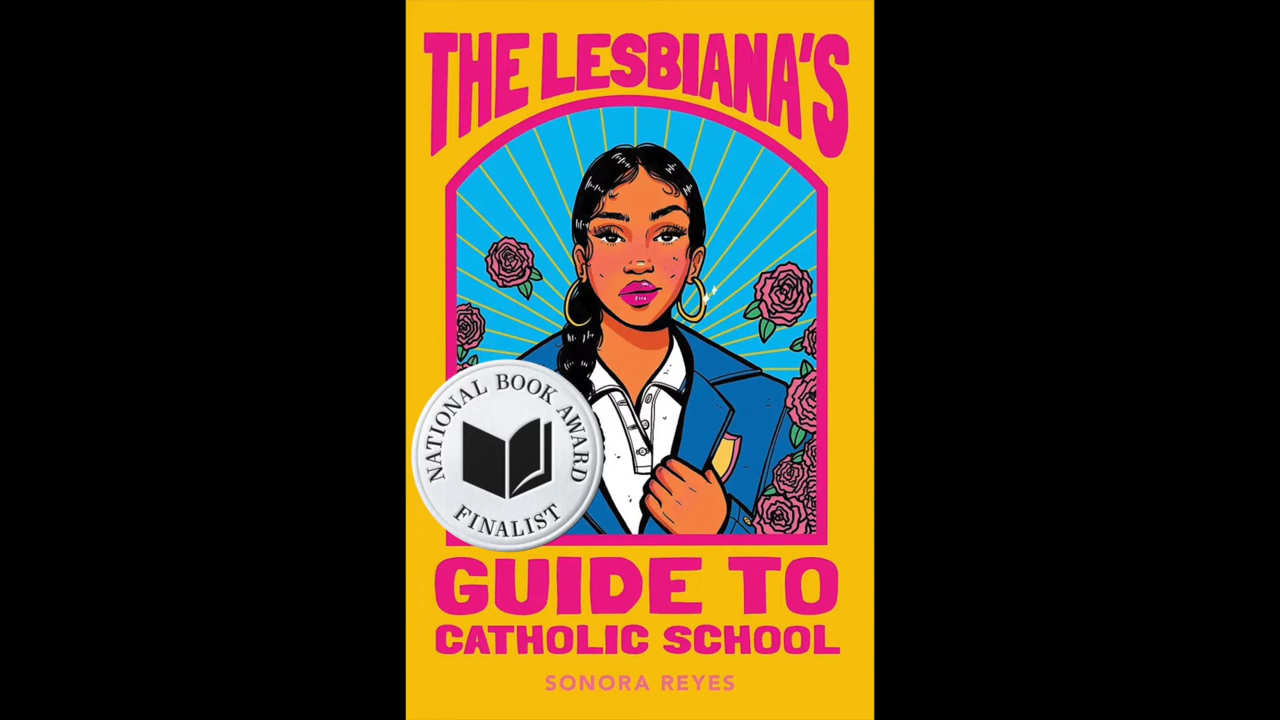 THE LESBIANA'S
NATIONAL BOOK AWARD
FINALIST
GUIDE TO
CATHOLIC SCHOOL
SONORA REYES